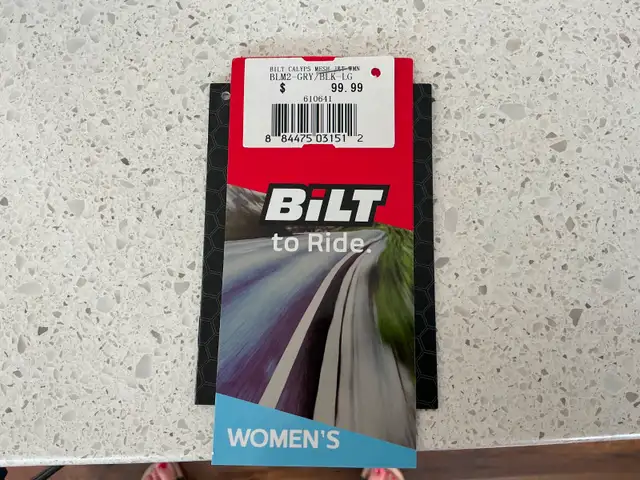 BILT CALYPS MESH JKT WMN
BLM2-GRY/BLK-LG
$ 99.99
610641
8 84475 03151 2
BiLT
to Ride.
WOMEN'S